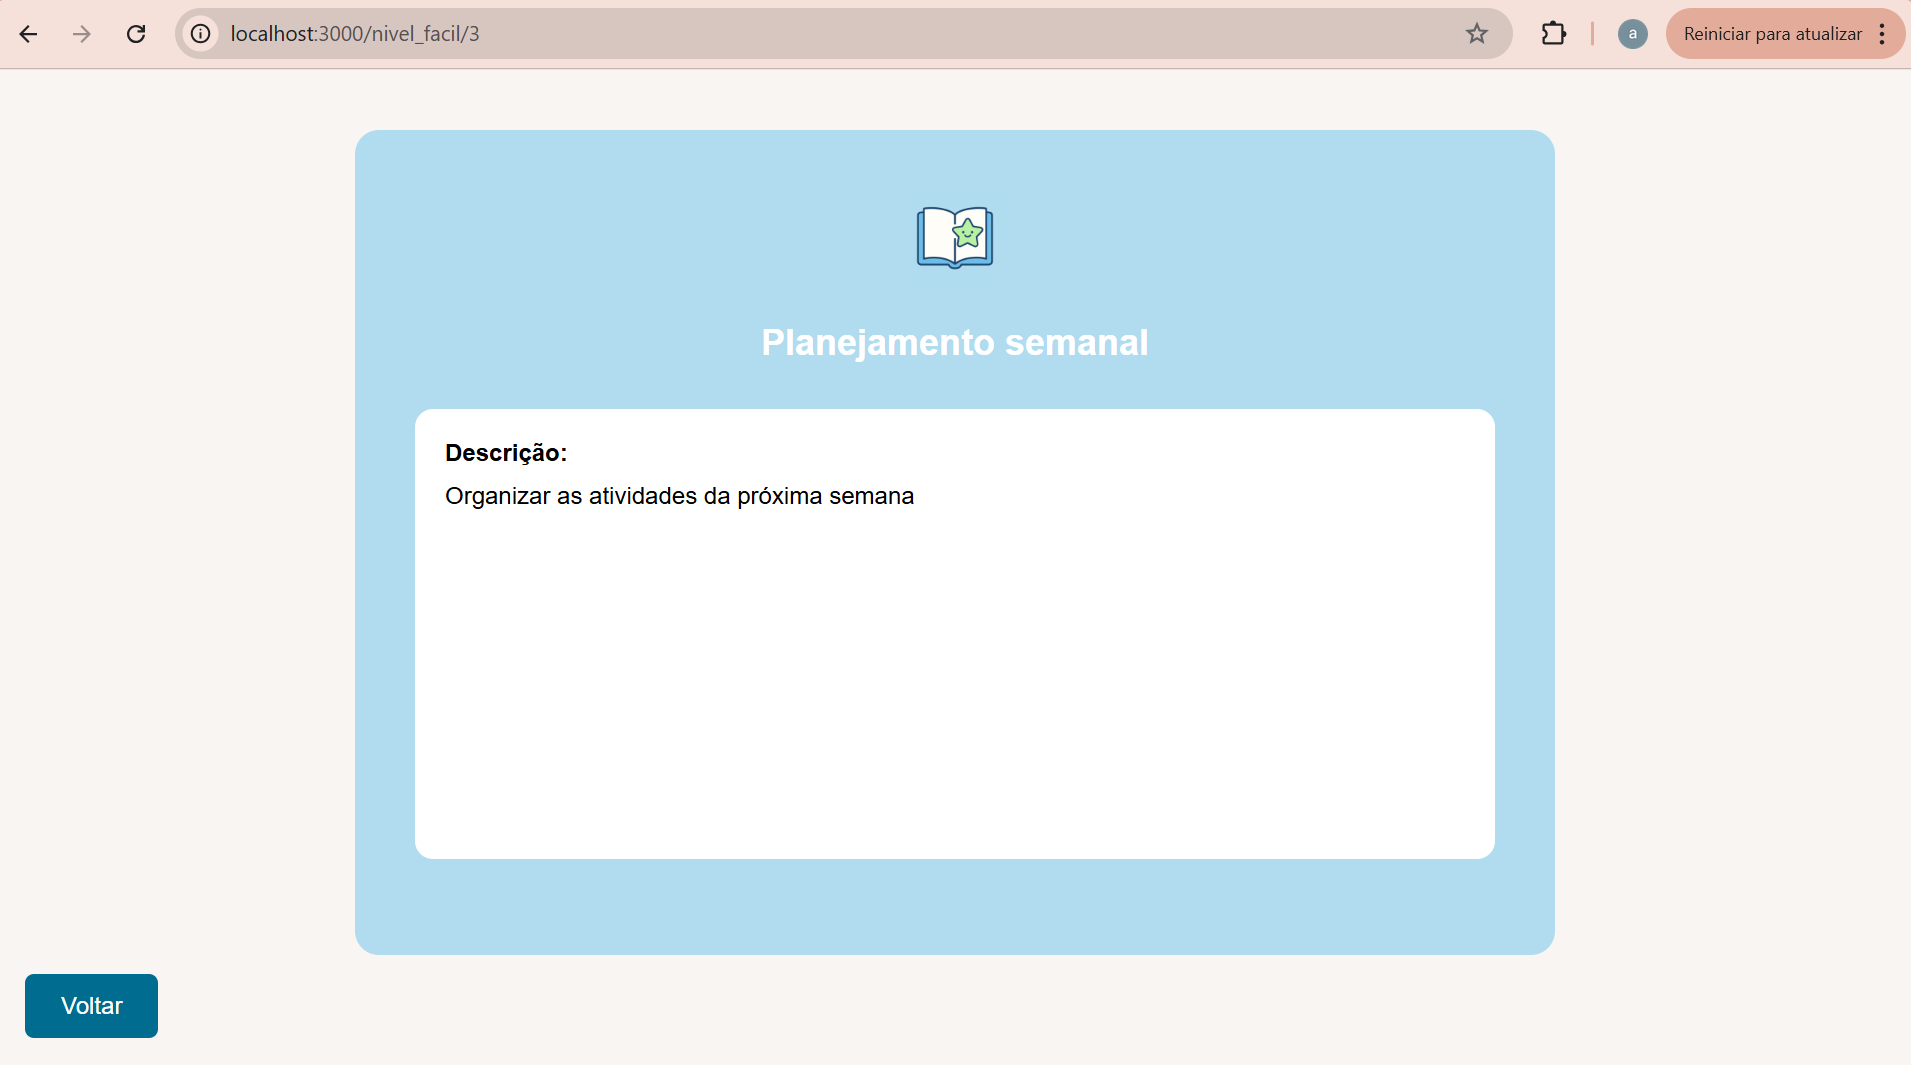 localhost:3000/nivel_facil/3
a
Reiniciar para atualizar
Planejamento semanal
Descrição:
Organizar as atividades da próxima semana
Voltar